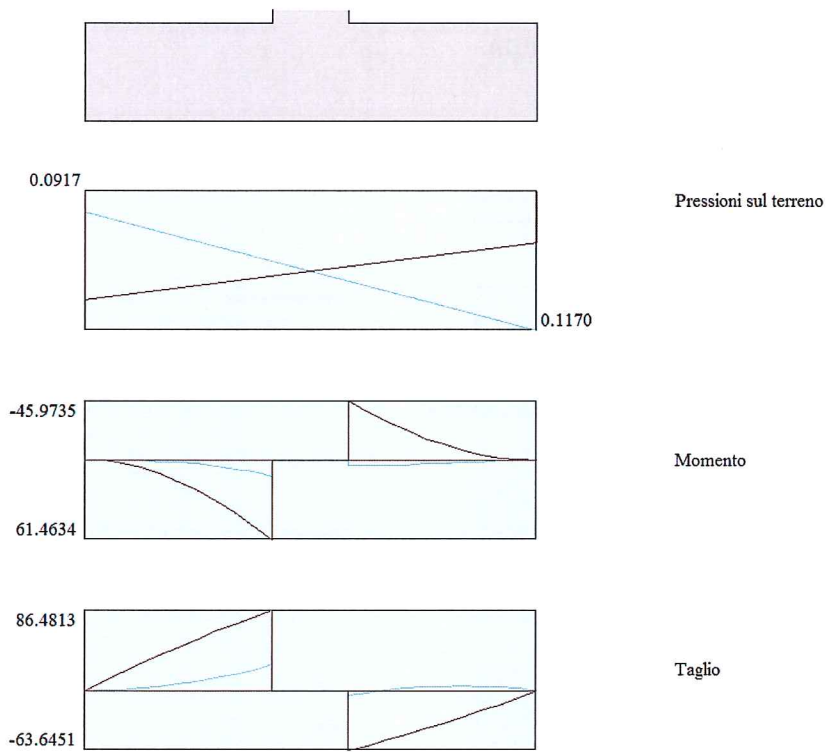 0.0917
Pressioni sul terreno
0.1170
-45.9735
Momento
61.4634
86.4813
Taglio
-63.6451